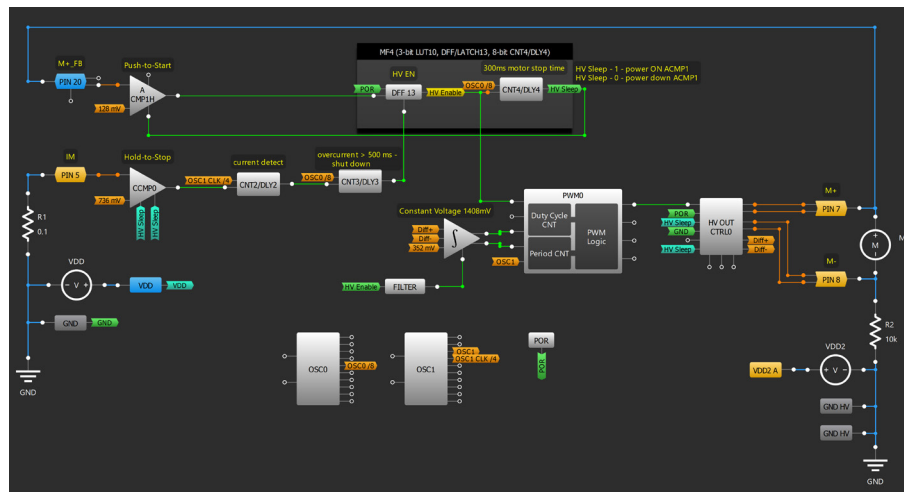 MF4 (3-bit LUT10, DFF/LATCH13, 8-bit CNT4/DLY4)
M+_FB
Push-to-Start
HV EN
300ms motor stop time
HV Sleep - 1 - power ON ACMP1
HV Sleep - 0 - power down ACMP1
PIN 20
A
CMP1H
128 mV
POR
DFF 13
HV Enable
OSC0 /8
CNT4/DLY4
HV Sleep
IM
Hold-to-Stop
current detect
overcurrent > 500 ms -
shut down
PIN 5
CCMP0
736 mV
OSC1 CLK /4
CNT2/DLY2
OSC0 /8
CNT3/DLY3
HV Sleep
HV Sleep
R1
0.1
Constant Voltage 1408mV
Diff+
Diff-
352 mV
∫
PWM0
Duty Cycle
CNT
Period CNT
PWM
Logic
OSC1
POR
HV Sleep
GND
HV Sleep
HV OUT
CTRL0
Diff+
Diff-
M+
PIN 7
M
M
M-
PIN 8
VDD
V
VDD
VDD
HV Enable
FILTER
GND
GND
GND
OSC0
OSC0 /8
OSC1
OSC1
OSC1 CLK /4
POR
POR
R2
10k
VDD2
VDD2 A
V
GND HV
GND HV
GND